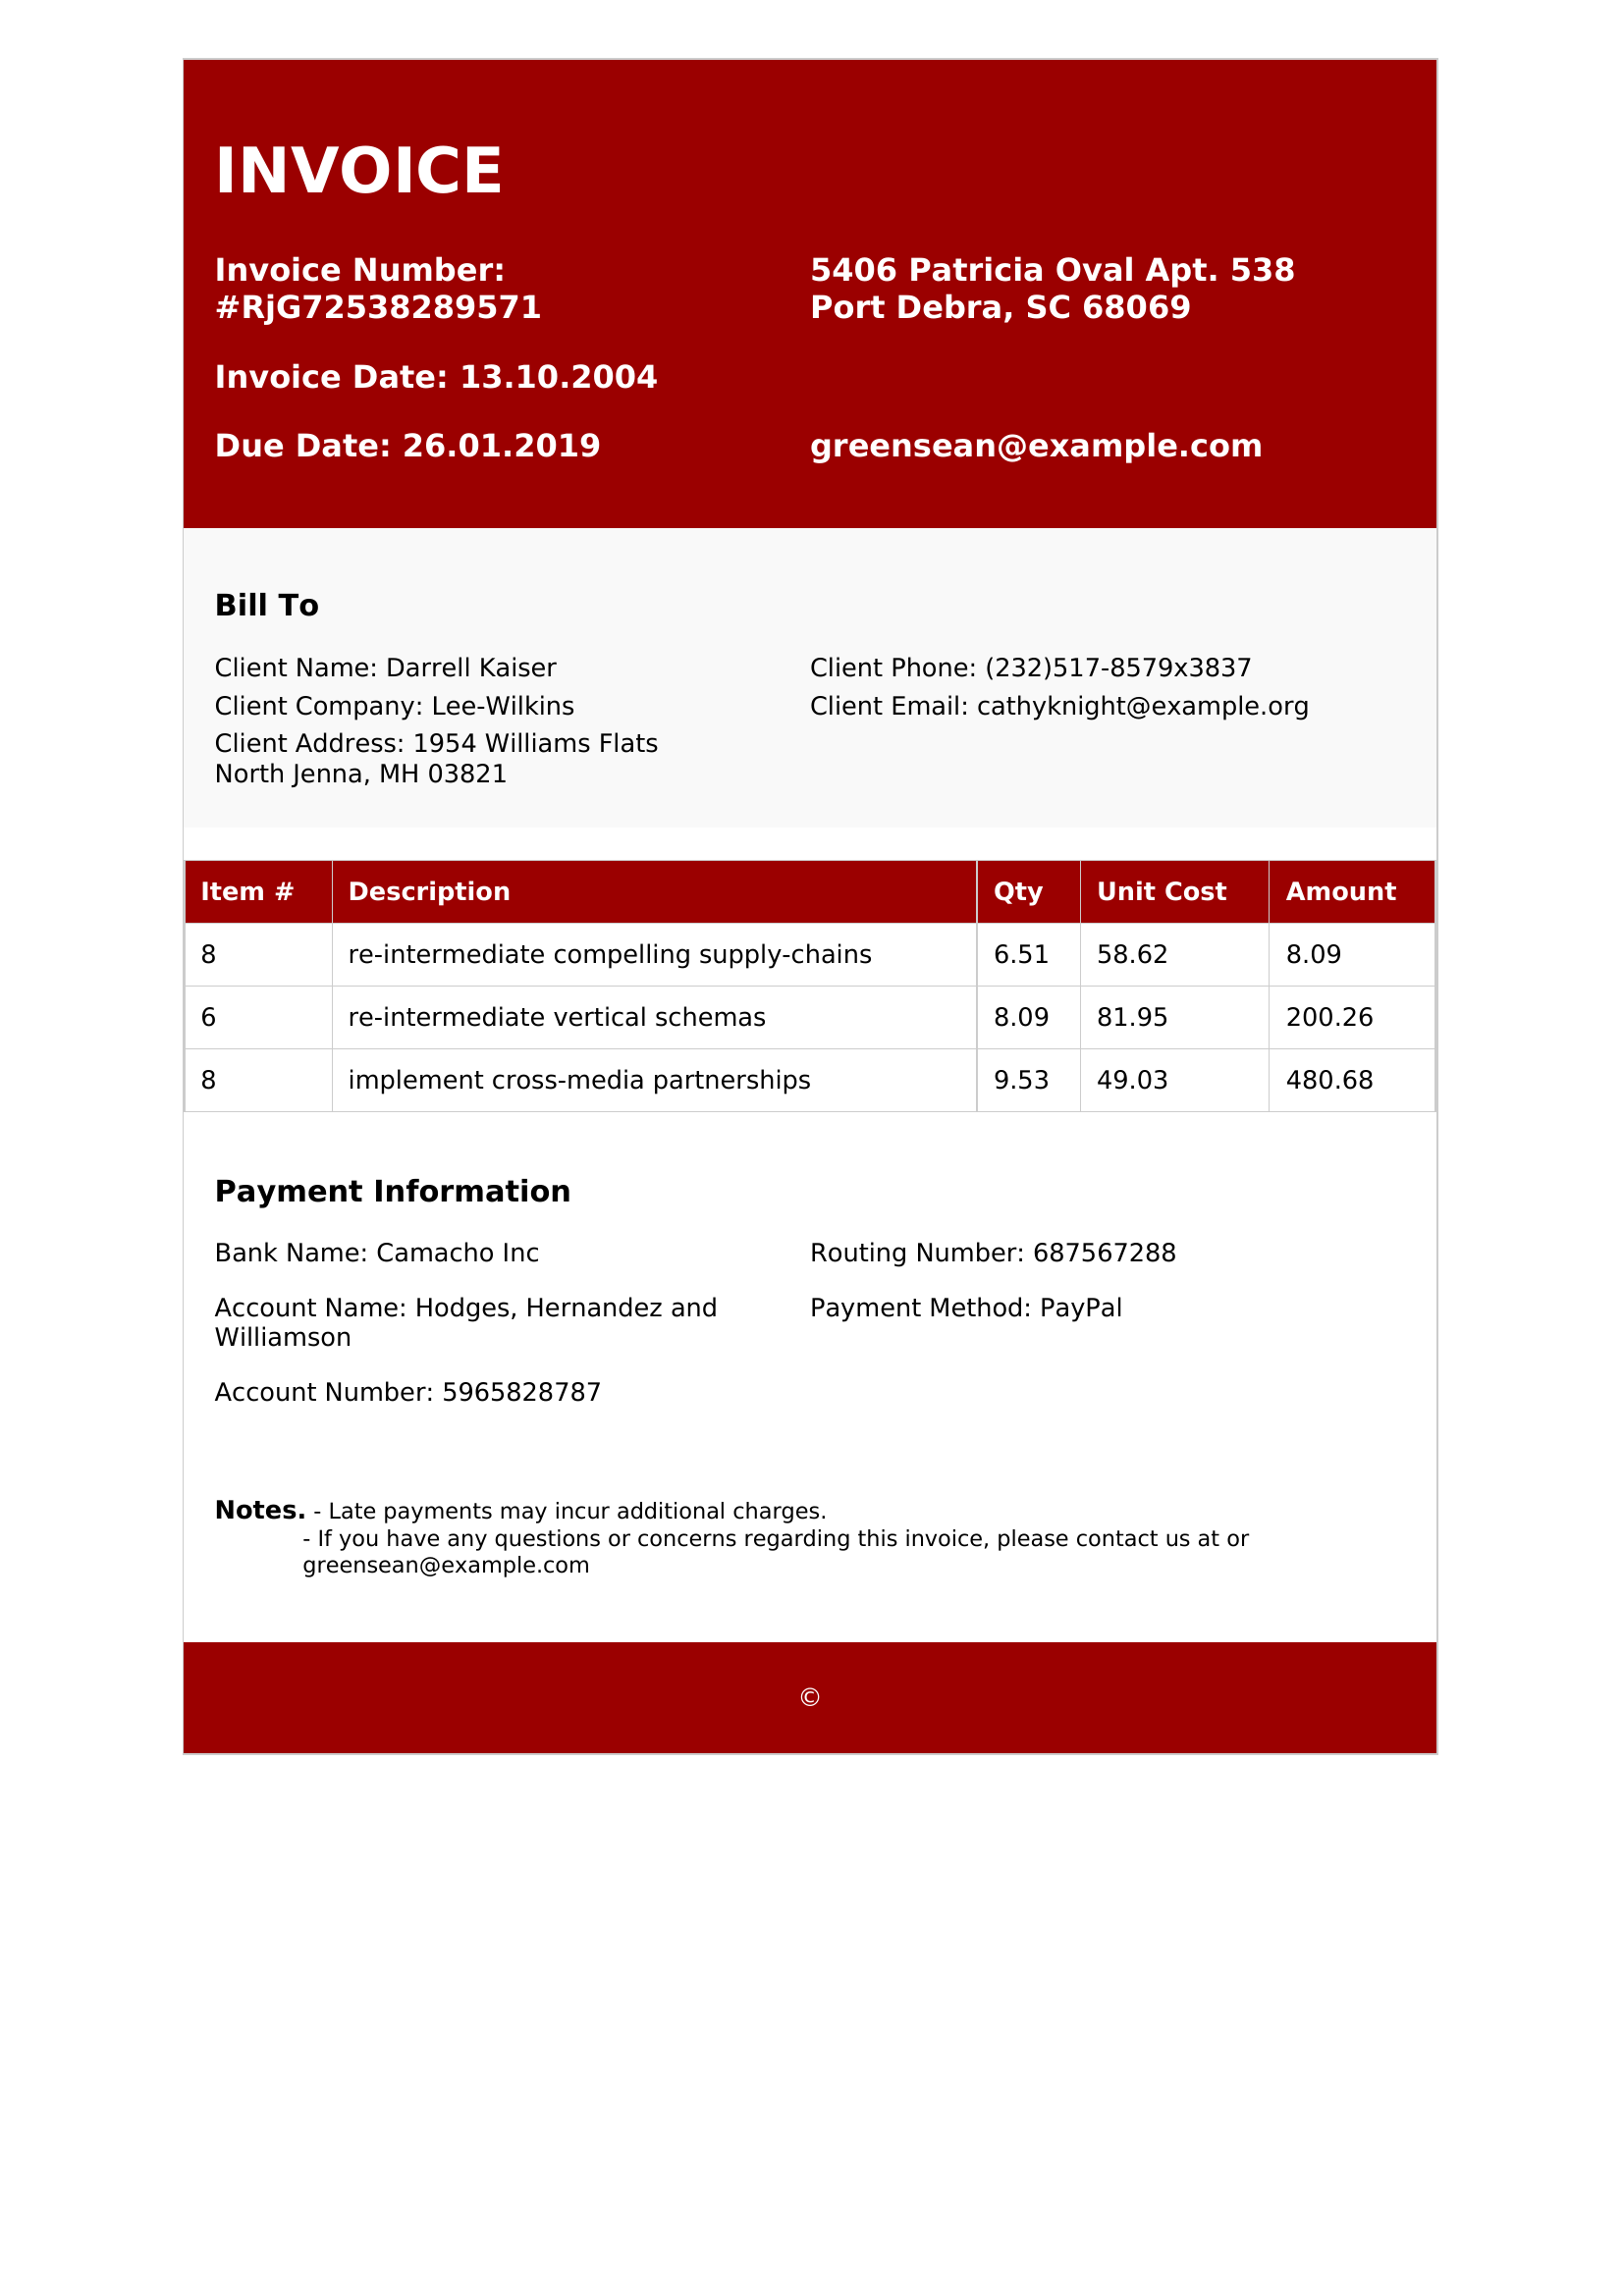 INVOICE
Invoice Number:
#RjG72538289571
5406 Patricia Oval Apt. 538
Port Debra, SC 68069
Invoice Date: 13.10.2004
Due Date: 26.01.2019
greensean@example.com
Bill To
Client Name: Darrell Kaiser
Client Phone: (232)517-8579x3837
Client Company: Lee-Wilkins
Client Email: cathyknight@example.org
Client Address: 1954 Williams Flats
North Jenna, MH 03821
Item # Description Qty Unit Cost Amount
8 re-intermediate compelling supply-chains 6.51 58.62 8.09
6 re-intermediate vertical schemas 8.09 81.95 200.26
8 implement cross-media partnerships 9.53 49.03 480.68
Payment Information
Bank Name: Camacho Inc
Routing Number: 687567288
Account Name: Hodges, Hernandez and
Williamson
Payment Method: PayPal
Account Number: 5965828787
Notes. - Late payments may incur additional charges.
- If you have any questions or concerns regarding this invoice, please contact us at or
greensean@example.com
©